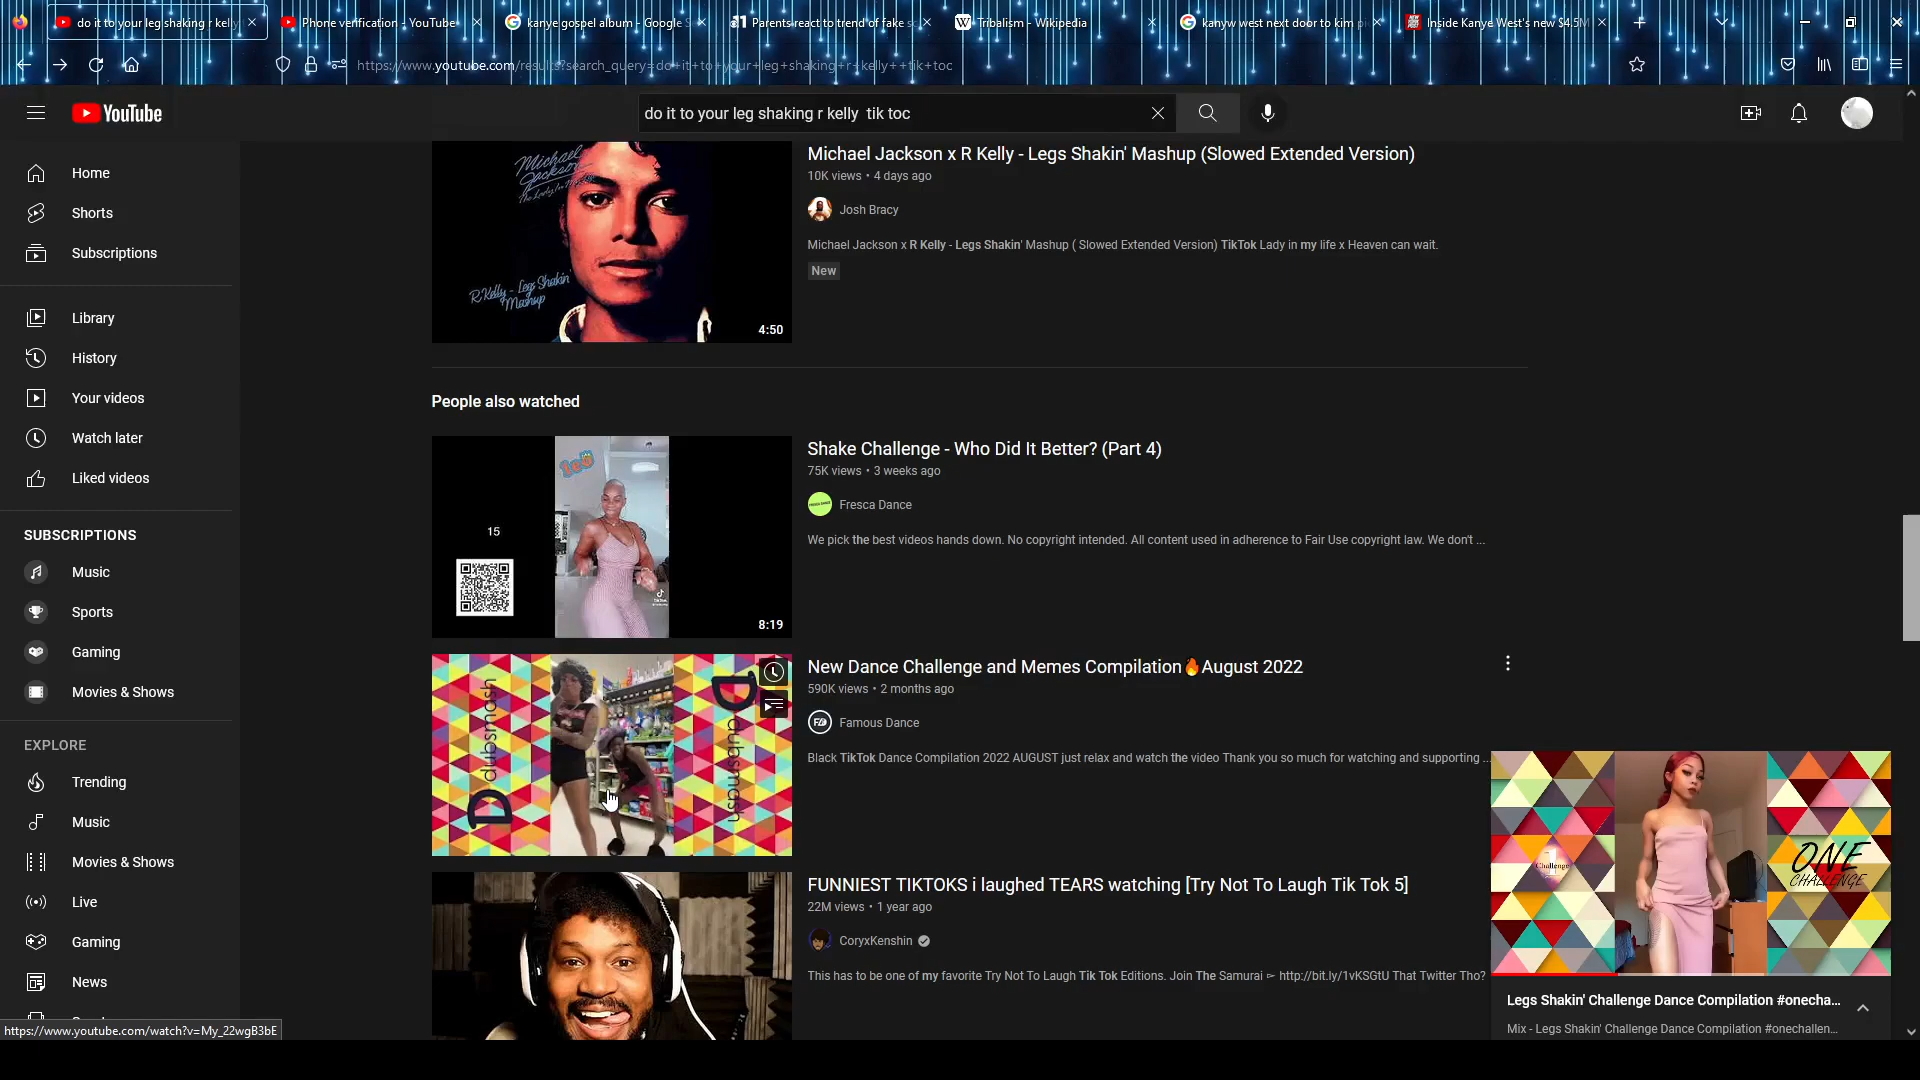 do it to your leg shaking r kelly
Phone verification - YouTube
kanye gospel album - Google S
Parents react to trend of fake sc
Tribalism - Wikipedia
kanyw west next door to kim
Inside Kanye West's new $4.5M
https://www.youtube.com/results?search_query=do+it+to+your+leg+shaking+r+kelly++tik+toc
YouTube
do it to your leg shaking r kelly  tik toc
Home
Shorts
Subscriptions
Library
History
Your videos
Watch later
Liked videos
SUBSCRIPTIONS
Music
Sports
Gaming
Movies & Shows
EXPLORE
Trending
Music
Movies & Shows
Live
Gaming
News
https://www.youtube.com/watch?v=My_22wgB3bE
Michael
Jackson
R Kelly - Legs Shakin'
Mashup
4:50
Michael Jackson x R Kelly - Legs Shakin' Mashup (Slowed Extended Version)
10K views • 4 days ago
Josh Bracy
Michael Jackson x R Kelly - Legs Shakin' Mashup ( Slowed Extended Version) TikTok Lady in my life x Heaven can wait.
New
People also watched
15
8:19
Shake Challenge - Who Did It Better? (Part 4)
75K views • 3 weeks ago
Fresca Dance
We pick the best videos hands down. No copyright intended. All content used in adherence to Fair Use copyright law. We don't ...
D dubsmash
D dubsmash
New Dance Challenge and Memes Compilation🔥August 2022
590K views • 2 months ago
FD
Famous Dance
Black TikTok Dance Compilation 2022 AUGUST just relax and watch the video Thank you so much for watching and supporting ...
FUNNIEST TIKTOKS i laughed TEARS watching [Try Not To Laugh Tik Tok 5]
22M views • 1 year ago
CoryxKenshin
This has to be one of my favorite Try Not To Laugh Tik Tok Editions. Join The Samurai ➢ http://bit.ly/1vKSGtU That Twitter Tho?
Challenge
ONE
CHALLENGE
Legs Shakin' Challenge Dance Compilation #onecha...
Mix - Legs Shakin' Challenge Dance Compilation #onechallen...